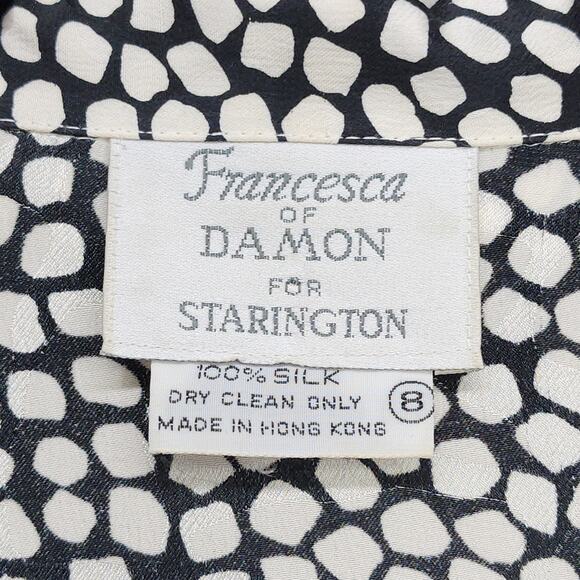 Francesca
OF
DAMON
FOR
STARINGTON
100% SILK
DRY CLEAN ONLY 8
MADE IN HONG KONG